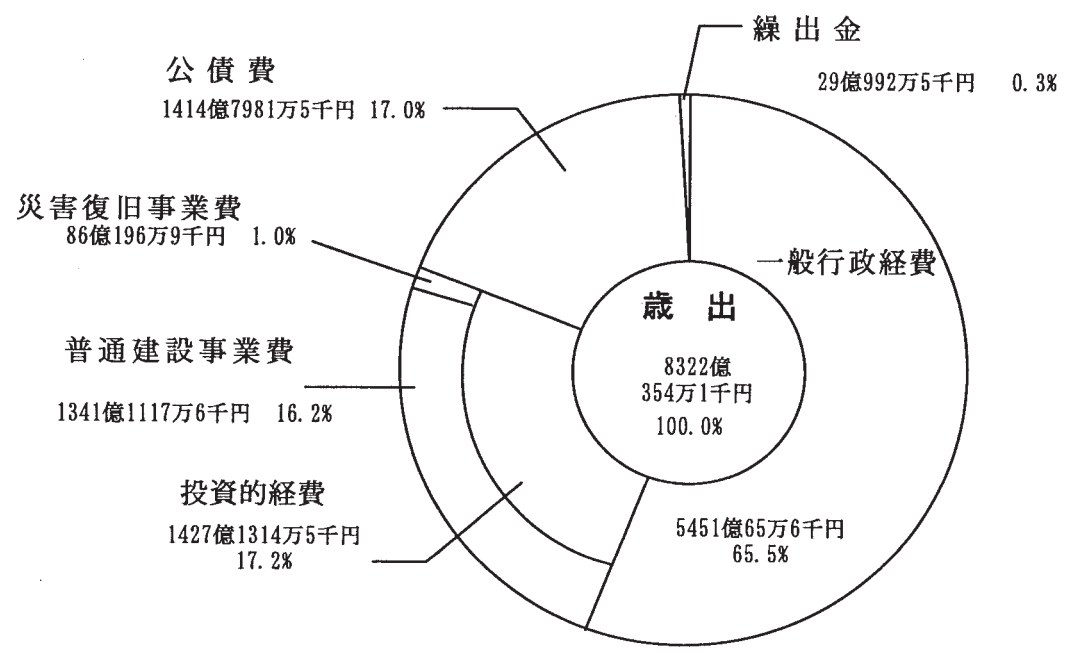 繰出金
29億992万5千円 0.3%
公債費
1414億7981万5千円 17.0%
災害復旧事業費
86億196万9千円 1.0%
一般行政経費
歳出
8322億
354万1千円
100.0%
普通建設事業費
1341億1117万6千円 16.2%
投資的経費
1427億1314万5千円
17.2%
5451億65万6千円
65.5%